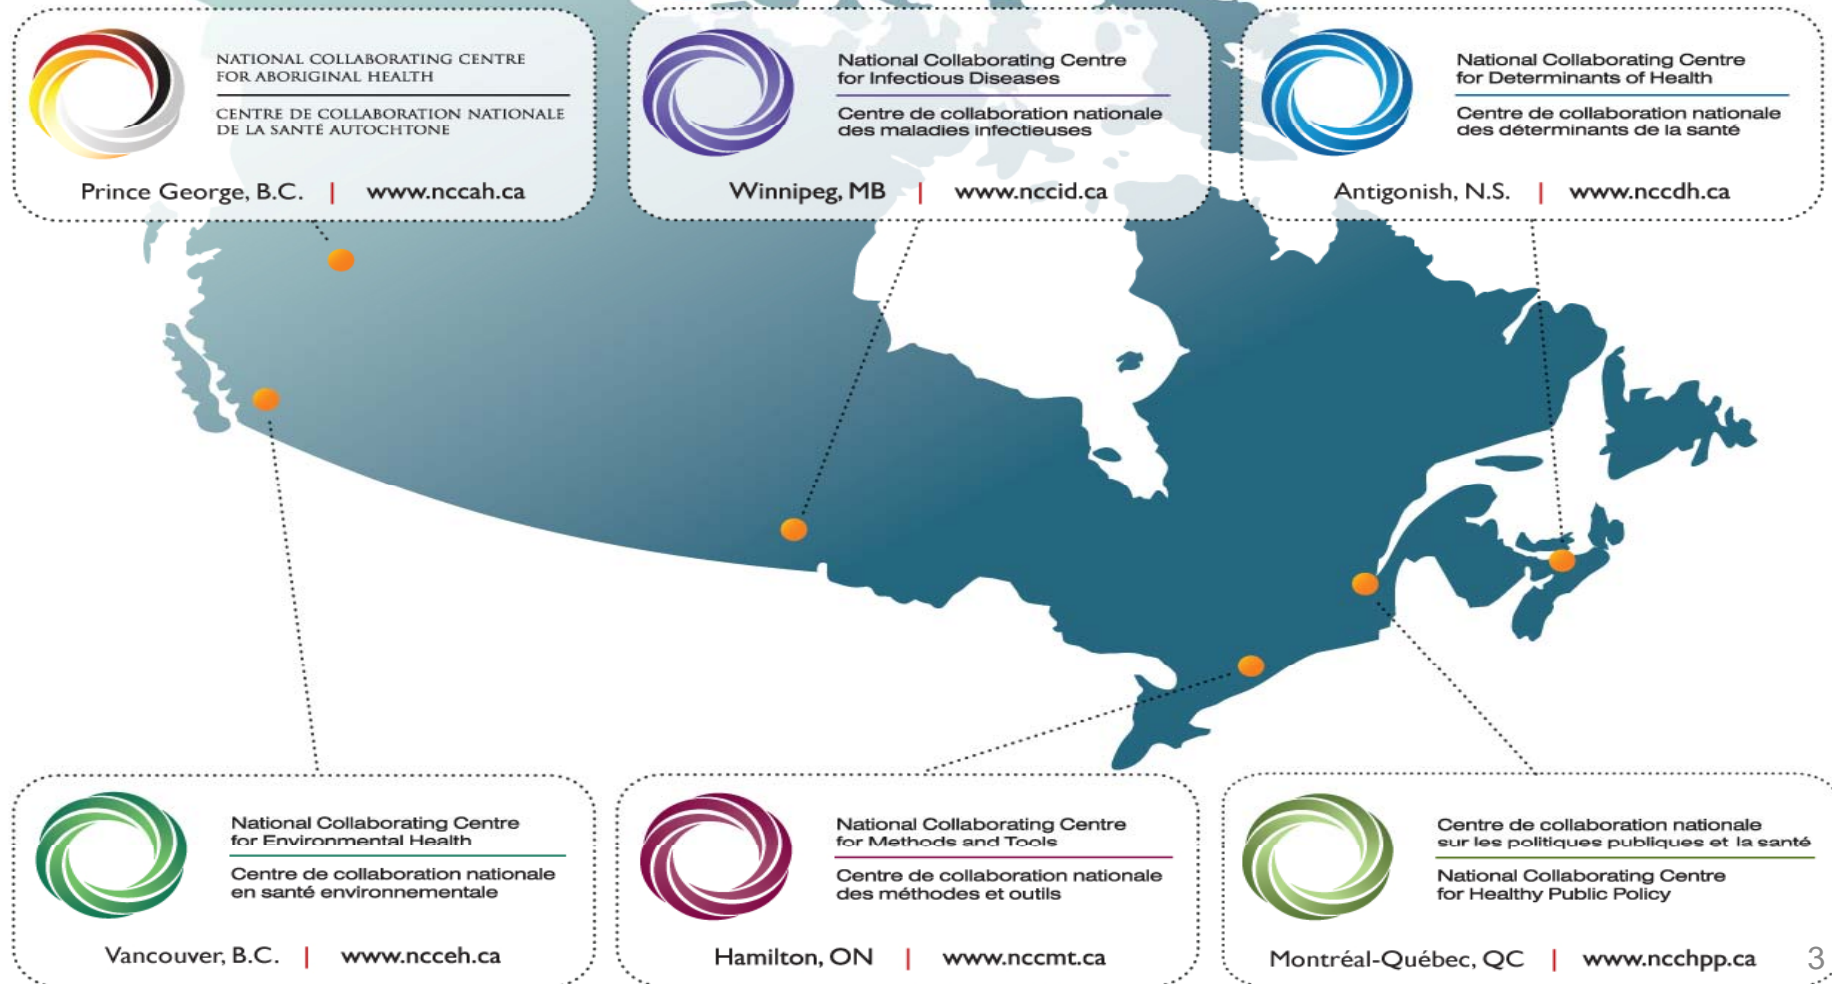 NATIONAL COLLABORATING CENTRE
FOR ABORIGINAL HEALTH
CENTRE DE COLLABORATION NATIONALE
DE LA SANTÉ AUTOCHTONE
Prince George, B.C. | www.nccah.ca
National Collaborating Centre
for Infectious Diseases
Centre de collaboration nationale
des maladies infectieuses
Winnipeg, MB | www.nccid.ca
National Collaborating Centre
for Determinants of Health
Centre de collaboration nationale
des déterminants de la santé
Antigonish, N.S. | www.nccdh.ca
National Collaborating Centre
for Environmental Health
Centre de collaboration nationale
en santé environnementale
Vancouver, B.C. | www.ncceh.ca
National Collaborating Centre
for Methods and Tools
Centre de collaboration nationale
des méthodes et outils
Hamilton, ON | www.nccmt.ca
Centre de collaboration nationale
sur les politiques publiques et la santé
National Collaborating Centre
for Healthy Public Policy
Montréal-Québec, QC | www.ncchpp.ca
3